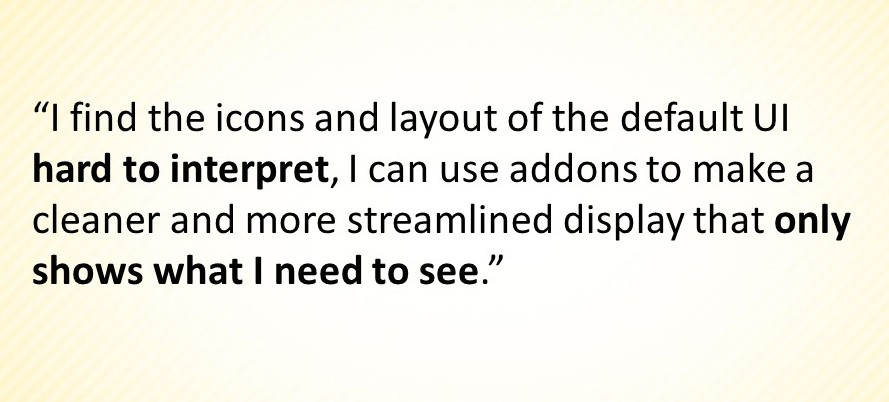 “I find the icons and layout of the default UI
hard to interpret, I can use addons to make a
cleaner and more streamlined display that only
shows what I need to see.”